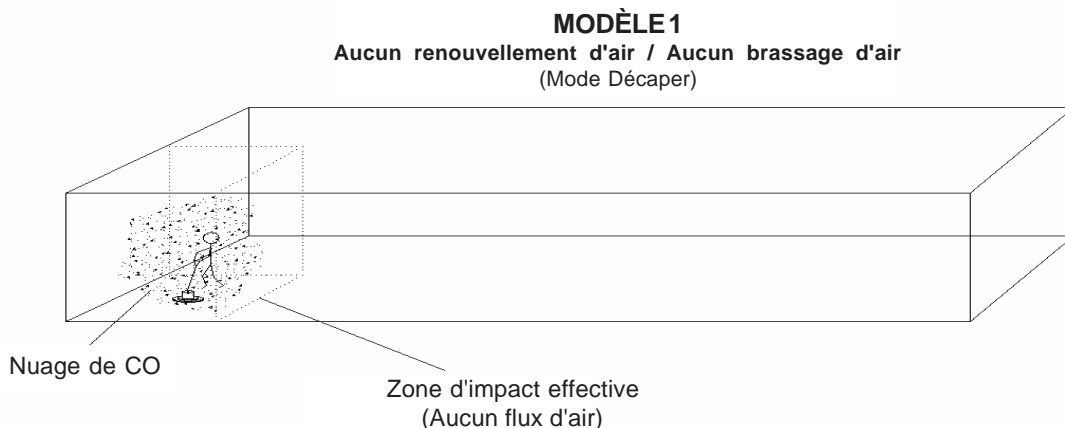 MODÈLE 1
Aucun renouvellement d'air / Aucun brassage d'air
(Mode Décaper)
Nuage de CO
Zone d'impact effective
(Aucun flux d'air)